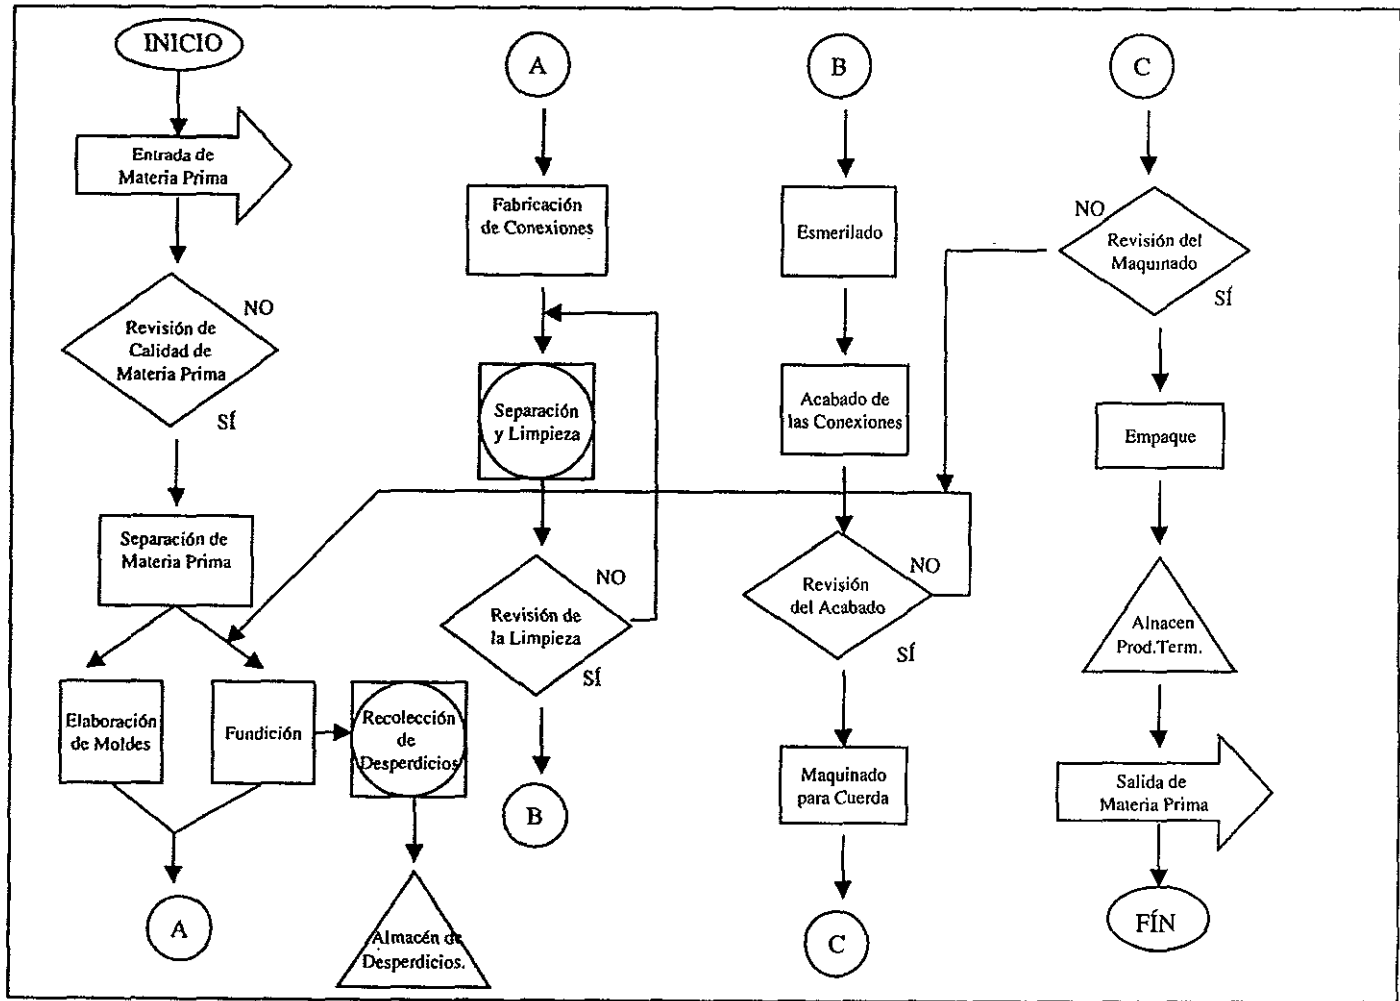 INICIO
Entrada de
Materia Prima
NO
Revisión de
Calidad de
Materia Prima
SÍ
Separación de
Materia Prima
Elaboración
de Moldes
Fundición
Recolección
de
Desperdicios
A
Almacén de
Desperdicios.
A
Fabricación
de Conexiones
Separación
y Limpieza
NO
Revisión de
la Limpieza
SÍ
B
B
Esmerilado
Acabado de
las Conexiones
NO
Revisión
del Acabado
SÍ
Maquinado
para Cuerda
C
C
NO
Revisión del
Maquinado
SÍ
Empaque
Alnacen
Prod.Term.
Salida de
Materia Prima
FÍN